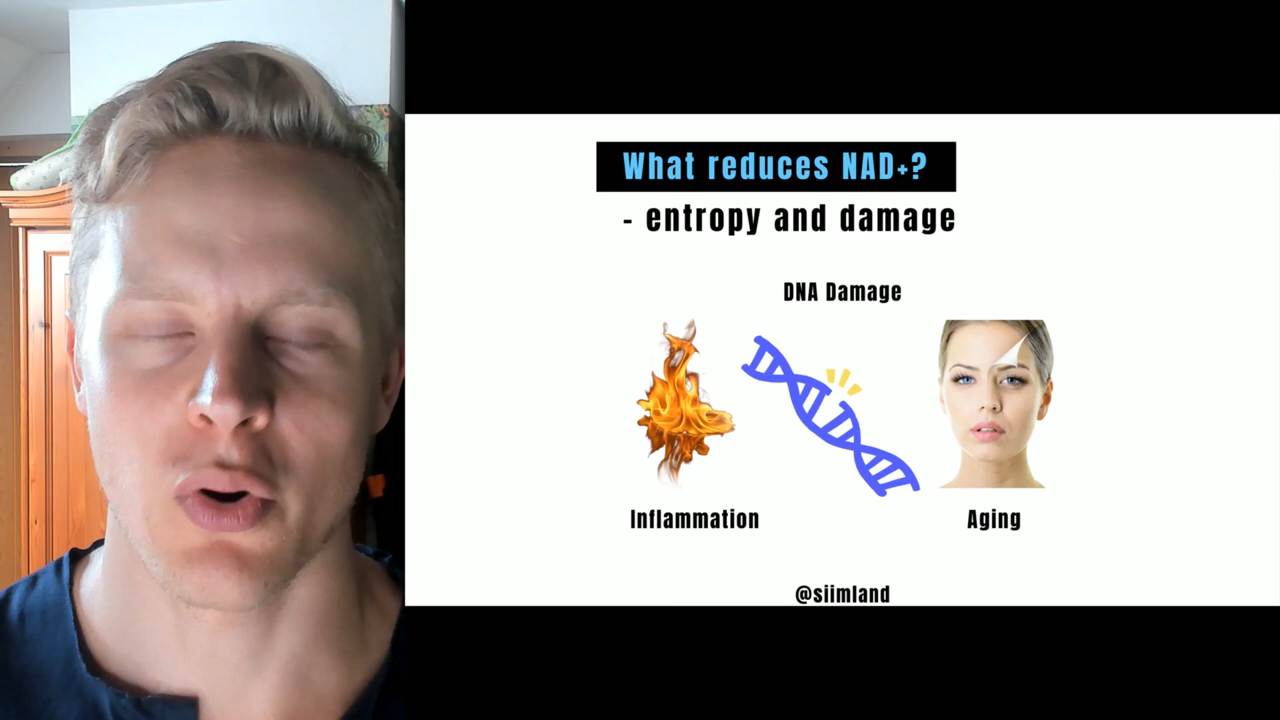 What reduces NAD+?
- entropy and damage
DNA Damage
Inflammation
Aging
@siimland